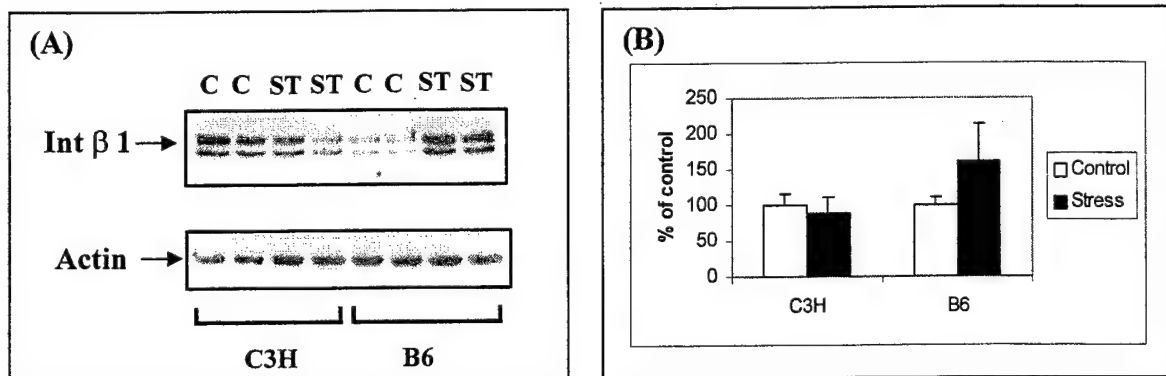 (A)
C C ST ST C C ST ST
Int β 1
Actin
C3H B6
(B)
% of control
250
200
150
100
50
0
C3H B6
Control
Stress